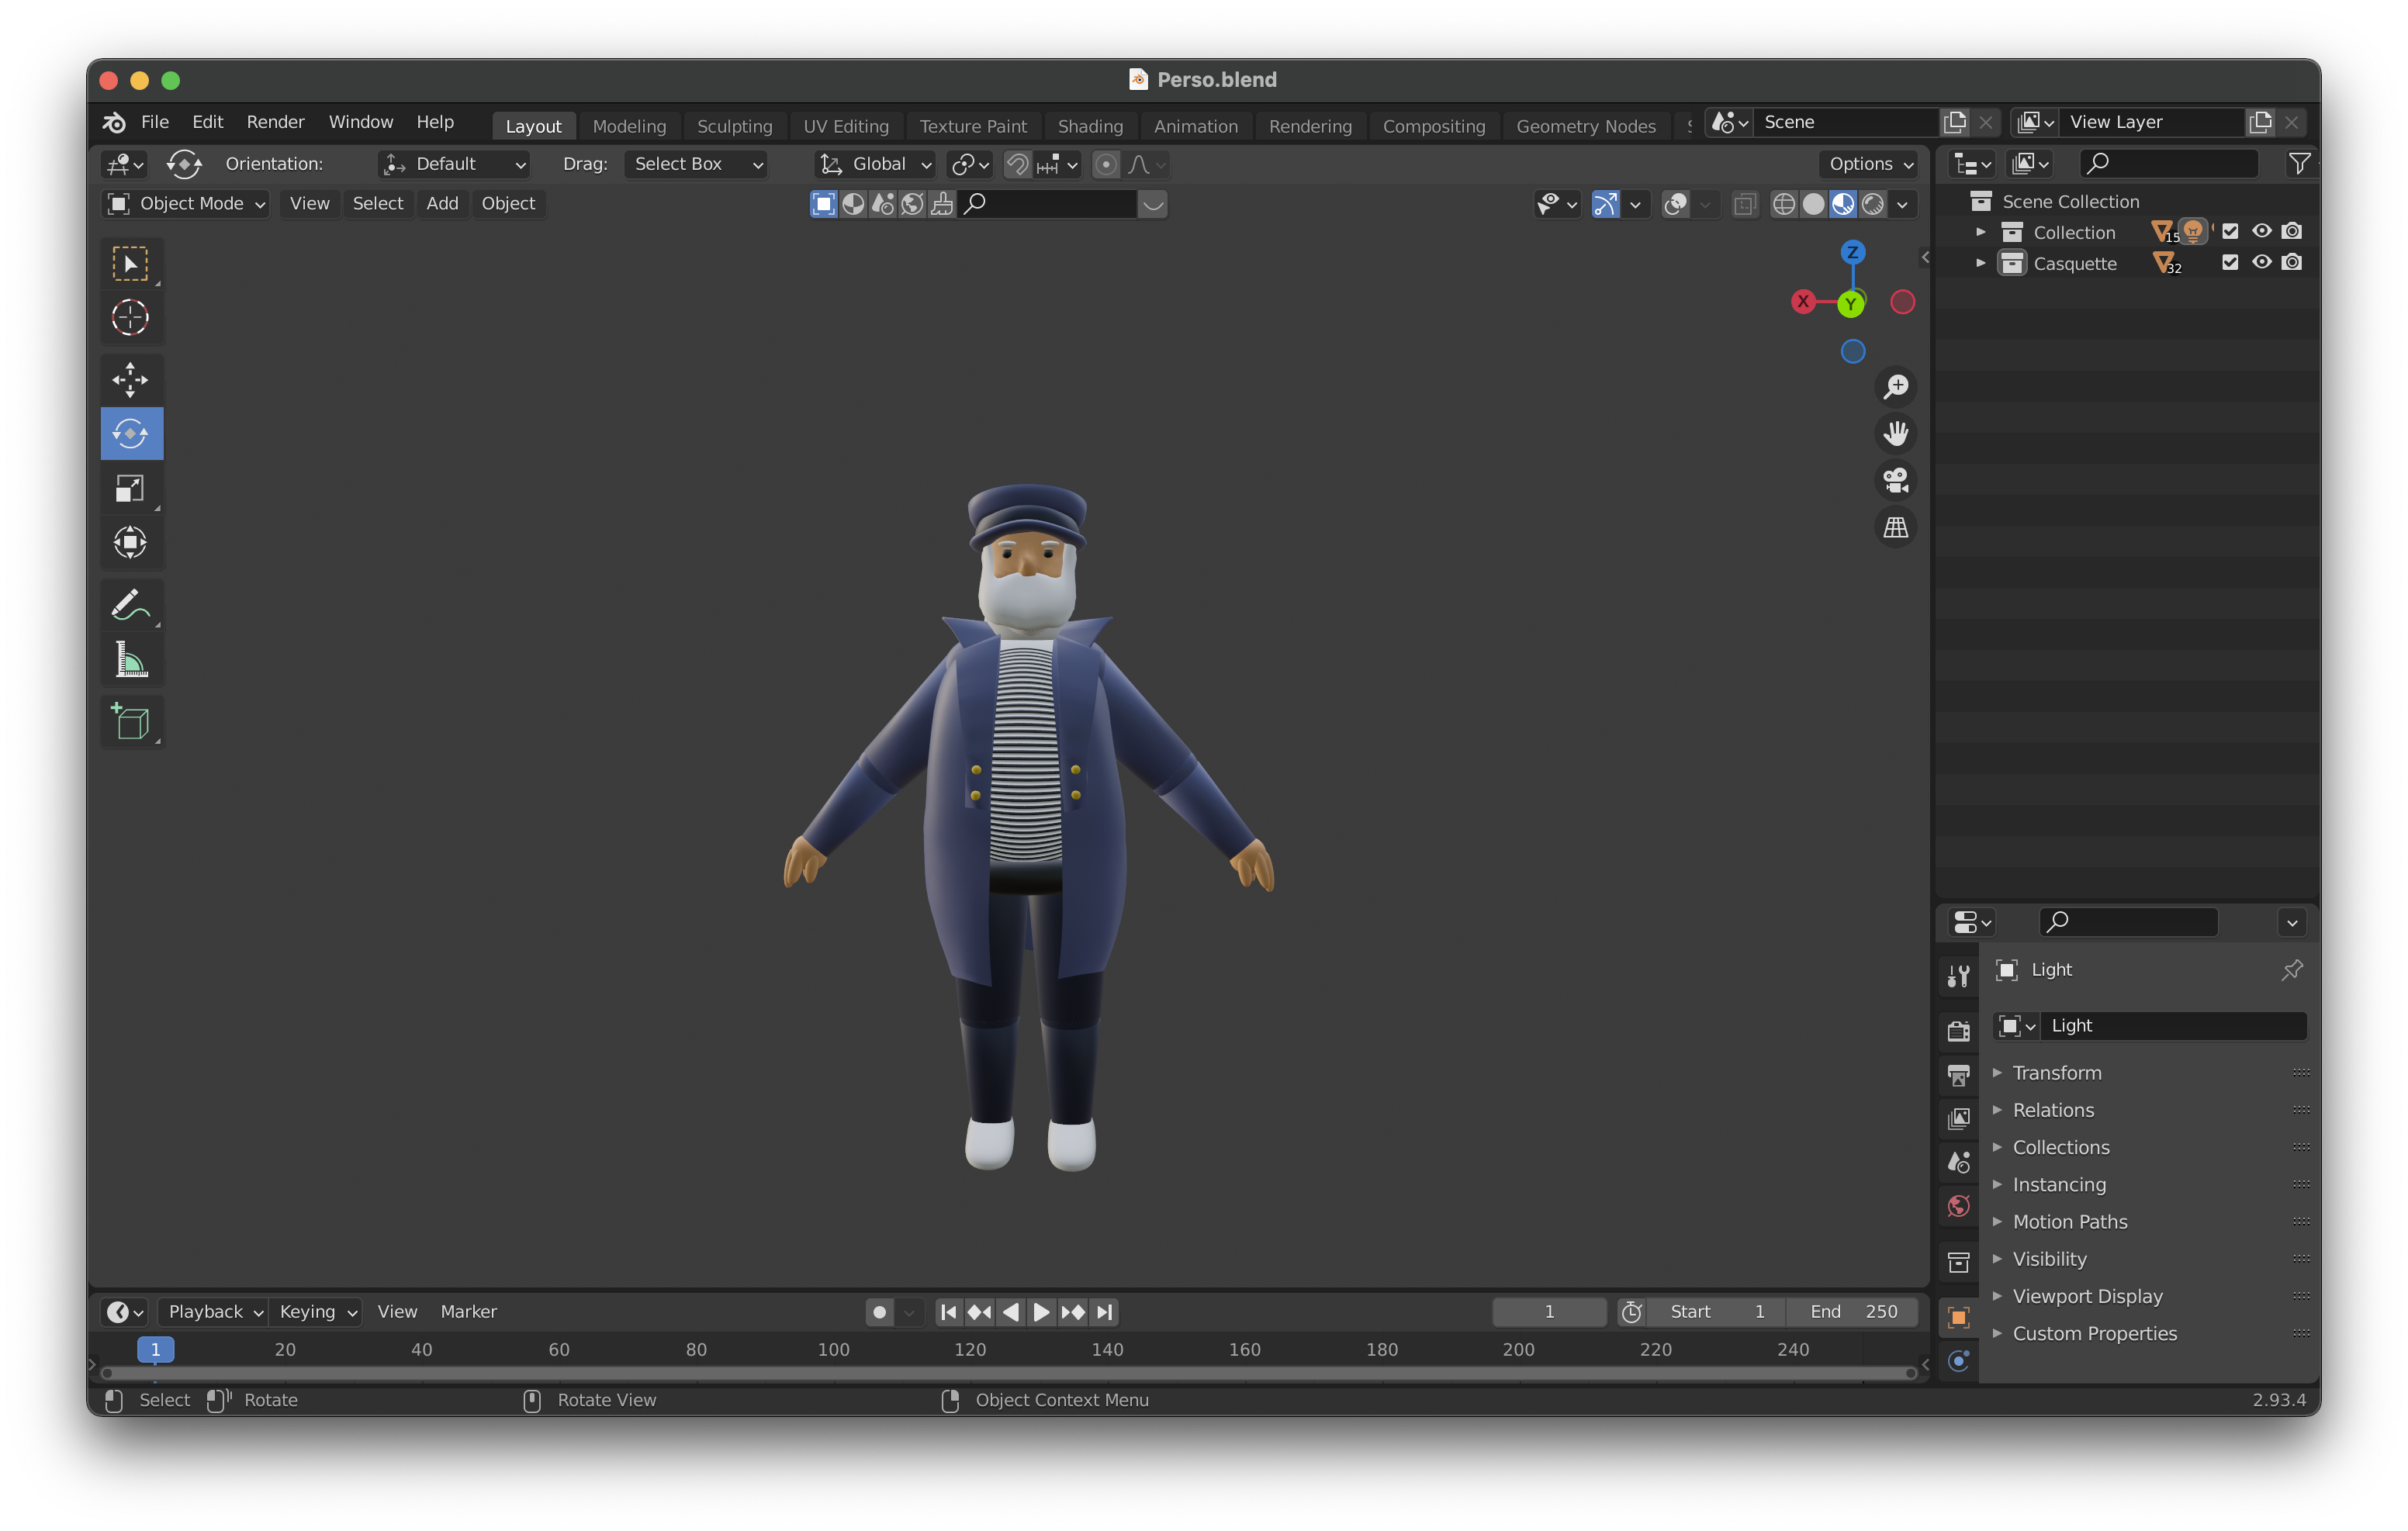 Perso.blend
File Edit Render Window Help Layout Modeling Sculpting UV Editing Texture Paint Shading Animation Rendering Compositing Geometry Nodes Scene View Layer
Orientation: Default Drag: Select Box Global Options
Object Mode View Select Add Object
Z
X Y
Scene Collection
Collection 15
Casquette 32
Light
Light
Transform
Relations
Collections
Instancing
Motion Paths
Visibility
Viewport Display
Custom Properties
Playback Keying View Marker 1 Start 1 End 250
1 20 40 60 80 100 120 140 160 180 200 220 240
Select Rotate Rotate View Object Context Menu 2.93.4